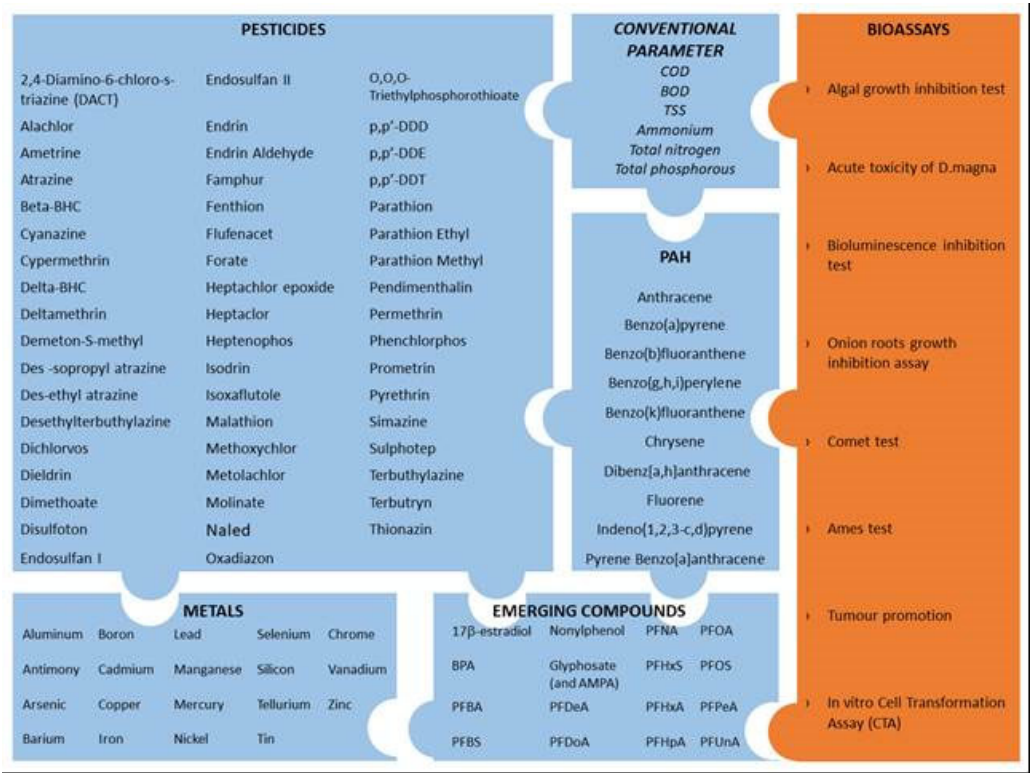 PESTICIDES
2,4-Diamino-6-chloro-s-
triazine (DACT)
Alachlor
Ametrine
Atrazine
Beta-BHC
Cyanazine
Cypermethrin
Delta-BHC
Deltamethrin
Demeton-S-methyl
Des -sopropyl atrazine
Des-ethyl atrazine
Desethylterbuthylazine
Dichlorvos
Dieldrin
Dimethoate
Disulfoton
Endosulfan I
Endosulfan II
Endrin
Endrin Aldehyde
Famphur
Fenthion
Flufenacet
Forate
Heptachlor epoxide
Heptaclor
Heptenophos
Isodrin
Isoxaflutole
Malathion
Methoxychlor
Metolachlor
Molinate
Naled
Oxadiazon
O,O,O-
Triethylphosphorothioate
p,p'-DDD
p,p'-DDE
p,p'-DDT
Parathion
Parathion Ethyl
Parathion Methyl
Pendimenthalin
Permethrin
Phenchlorphos
Prometrin
Pyrethrin
Simazine
Sulphotep
Terbuthylazine
Terbutryn
Thionazin
CONVENTIONAL
PARAMETER
COD
BOD
TSS
Ammonium
Total nitrogen
Total phosphorous
PAH
Anthracene
Benzo(a)pyrene
Benzo(b)fluoranthene
Benzo(g,h,i)perylene
Benzo(k)fluoranthene
Chrysene
Dibenz[a,h]anthracene
Fluorene
Indeno(1,2,3-c,d)pyrene
Pyrene Benzo[a]anthracene
BIOASSAYS
› Algal growth inhibition test
› Acute toxicity of D.magna
› Bioluminescence inhibition
test
› Onion roots growth
inhibition assay
› Comet test
› Ames test
› Tumour promotion
› In vitro Cell Transformation
Assay (CTA)
METALS
Aluminum Boron Lead Selenium Chrome
Antimony Cadmium Manganese Silicon Vanadium
Arsenic Copper Mercury Tellurium Zinc
Barium Iron Nickel Tin
EMERGING COMPOUNDS
17β-estradiol Nonylphenol PFNA PFOA
BPA Glyphosate PFHxS PFOS
(and AMPA)
PFBA PFDeA PFHxA PFPeA
PFBS PFDoA PFHpA PFUnA